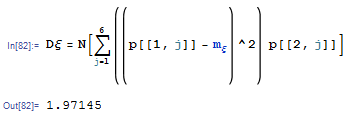 In[82]:= Dξ = N[∑_{j=1}^{6} ((p[[1, j]] - m_ξ)^2) p[[2, j]]]
Out[82]= 1.97145